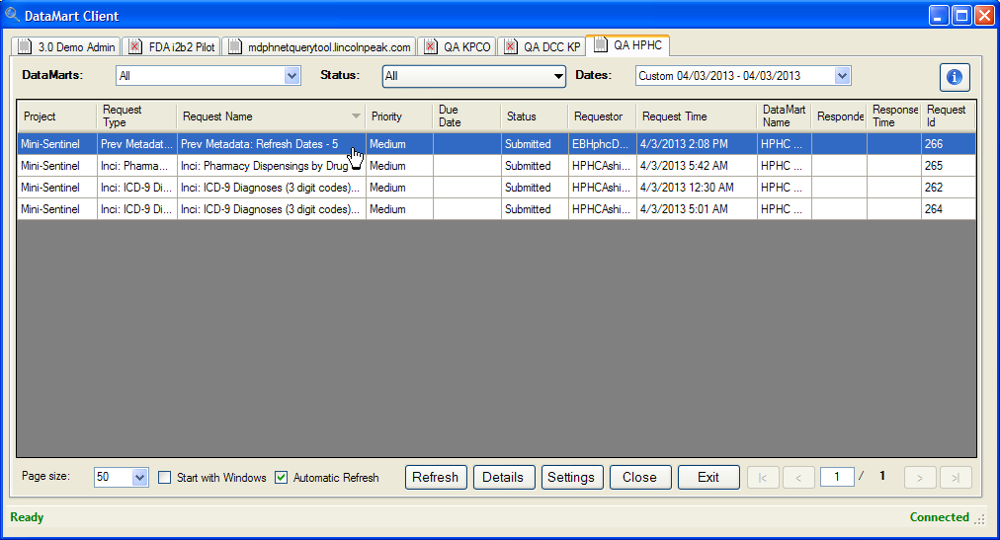 DataMart Client
3.0 Demo Admin FDA i2b2 Pilot mdphnetquerytool.lincolnpeak.com QA KPCO QA DCC KP QA HPHC
DataMarts: All Status: All Dates: Custom 04/03/2013 - 04/03/2013
Project Request Type Request Name Priority Due Date Status Requestor Request Time DataMart Name Responde Response Time Request Id
Mini-Sentinel Prev Metadat... Prev Metadata: Refresh Dates - 5 Medium Submitted EBHphcD... 4/3/2013 2:08 PM HPHC ... 266
Mini-Sentinel Inci: Pharma... Inci: Pharmacy Dispensings by Drug Medium Submitted HPHCAshi... 4/3/2013 5:42 AM HPHC ... 265
Mini-Sentinel Inci: ICD-9 Di... Inci: ICD-9 Diagnoses (3 digit codes)... Medium Submitted HPHCAshi... 4/3/2013 12:30 AM HPHC ... 262
Mini-Sentinel Inci: ICD-9 Di... Inci: ICD-9 Diagnoses (3 digit codes)... Medium Submitted HPHCAshi... 4/3/2013 5:01 AM HPHC ... 264
Page size: 50 Start with Windows Automatic Refresh Refresh Details Settings Close Exit |< < 1 / 1 > >|
Ready Connected